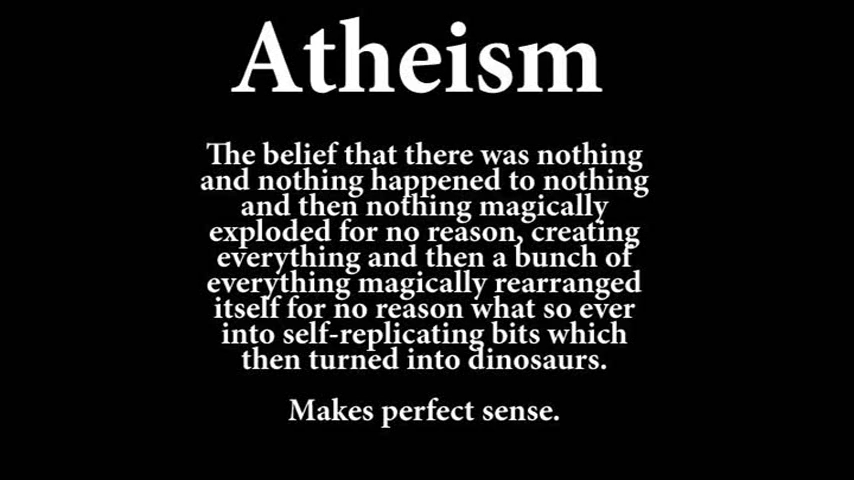 Atheism
The belief that there was nothing
and nothing happened to nothing
and then nothing magically
exploded for no reason, creating
everything and then a bunch of
everything magically rearranged
itself for no reason what so ever
into self-replicating bits which
then turned into dinosaurs.
Makes perfect sense.